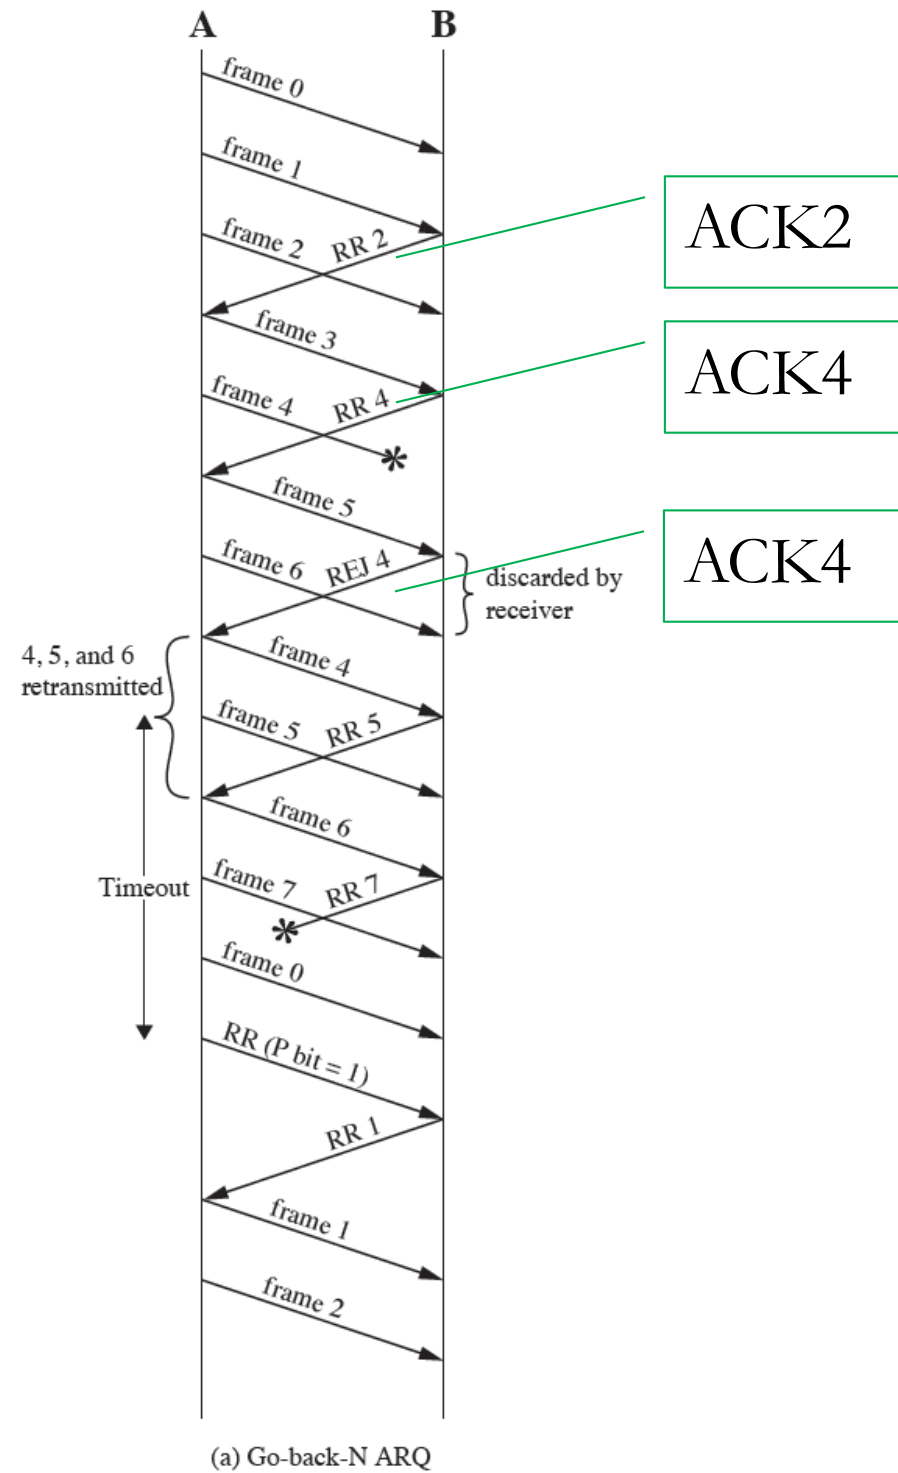 A
B
frame 0
frame 1
frame 2
RR 2
ACK2
frame 3
frame 4
RR 4
ACK4
frame 5
frame 6
REJ 4
discarded by
receiver
ACK4
4, 5, and 6
retransmitted
frame 4
frame 5
RR 5
frame 6
Timeout
frame 7
RR 7
frame 0
RR (P bit = 1)
RR 1
frame 1
frame 2
(a) Go-back-N ARQ